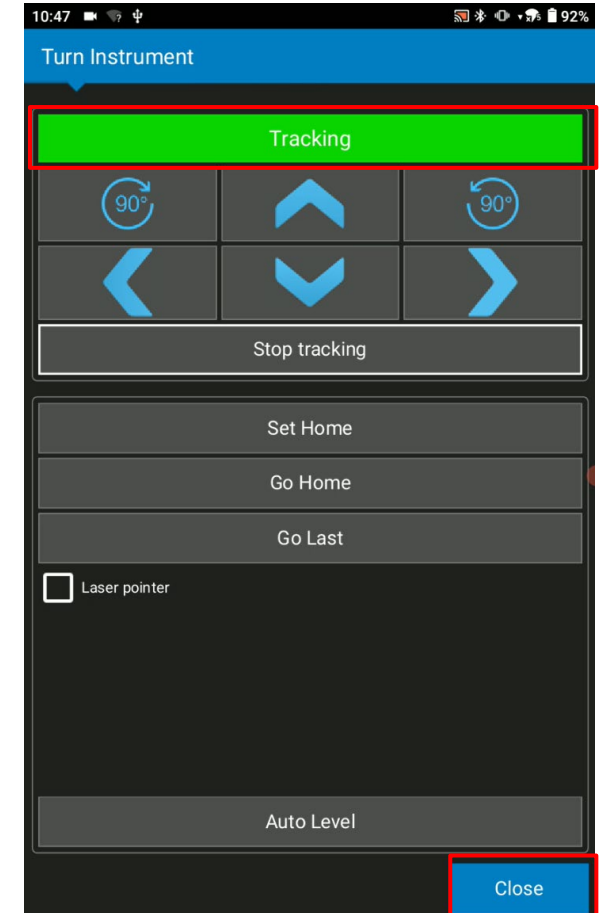 10:47 92%
Turn Instrument
Tracking
90° 90°
Stop tracking
Set Home
Go Home
Go Last
Laser pointer
Auto Level
Close